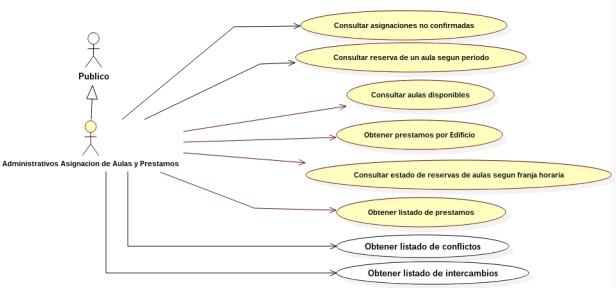 Consultar asignaciones no confirmadas
Consultar reserva de un aula segun periodo
Publico
Consultar aulas disponibles
Obtener prestamos por Edificio
Administrativos Asignacion de Aulas y Prestamos
Consultar estado de reservas de aulas segun franja horaria
Obtener listado de prestamos
Obtener listado de conflictos
Obtener listado de intercambios